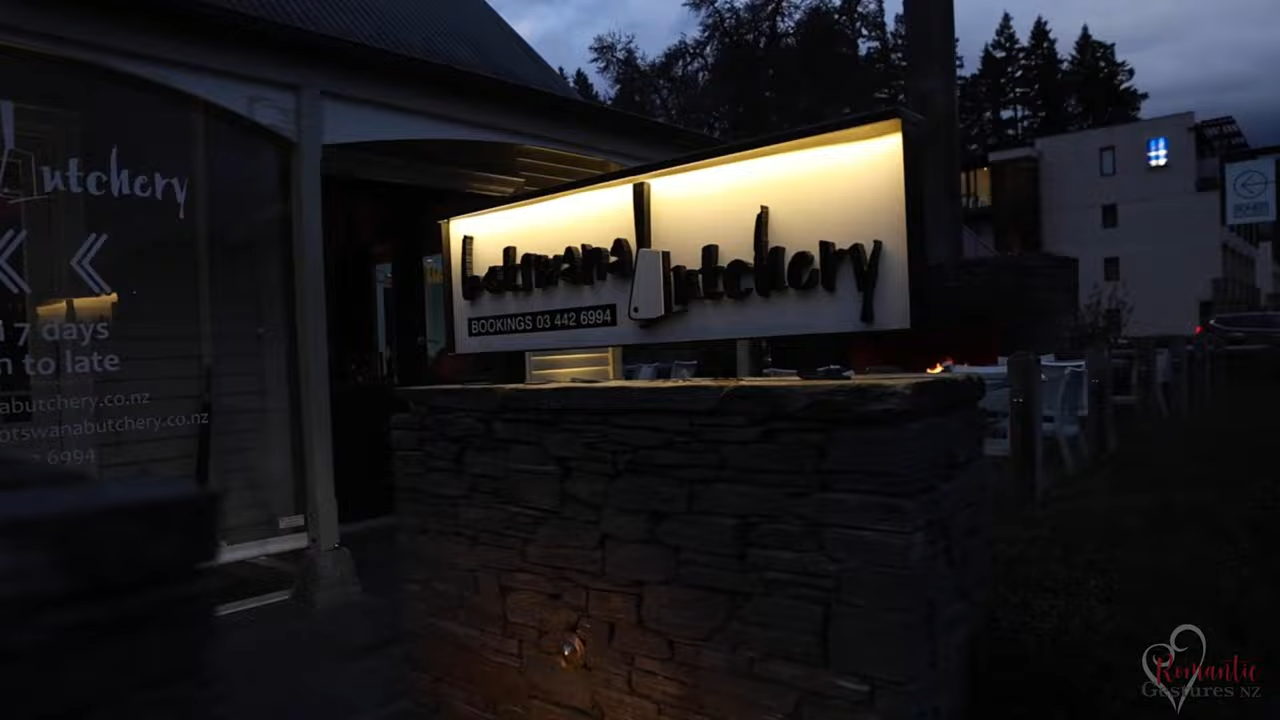 butchery
7 days
n to late
abutchery.co.nz
otswanabutchery.co.nz
6994
botswana butchery
BOOKINGS 03 442 6994
Romantic
Gestures NZ